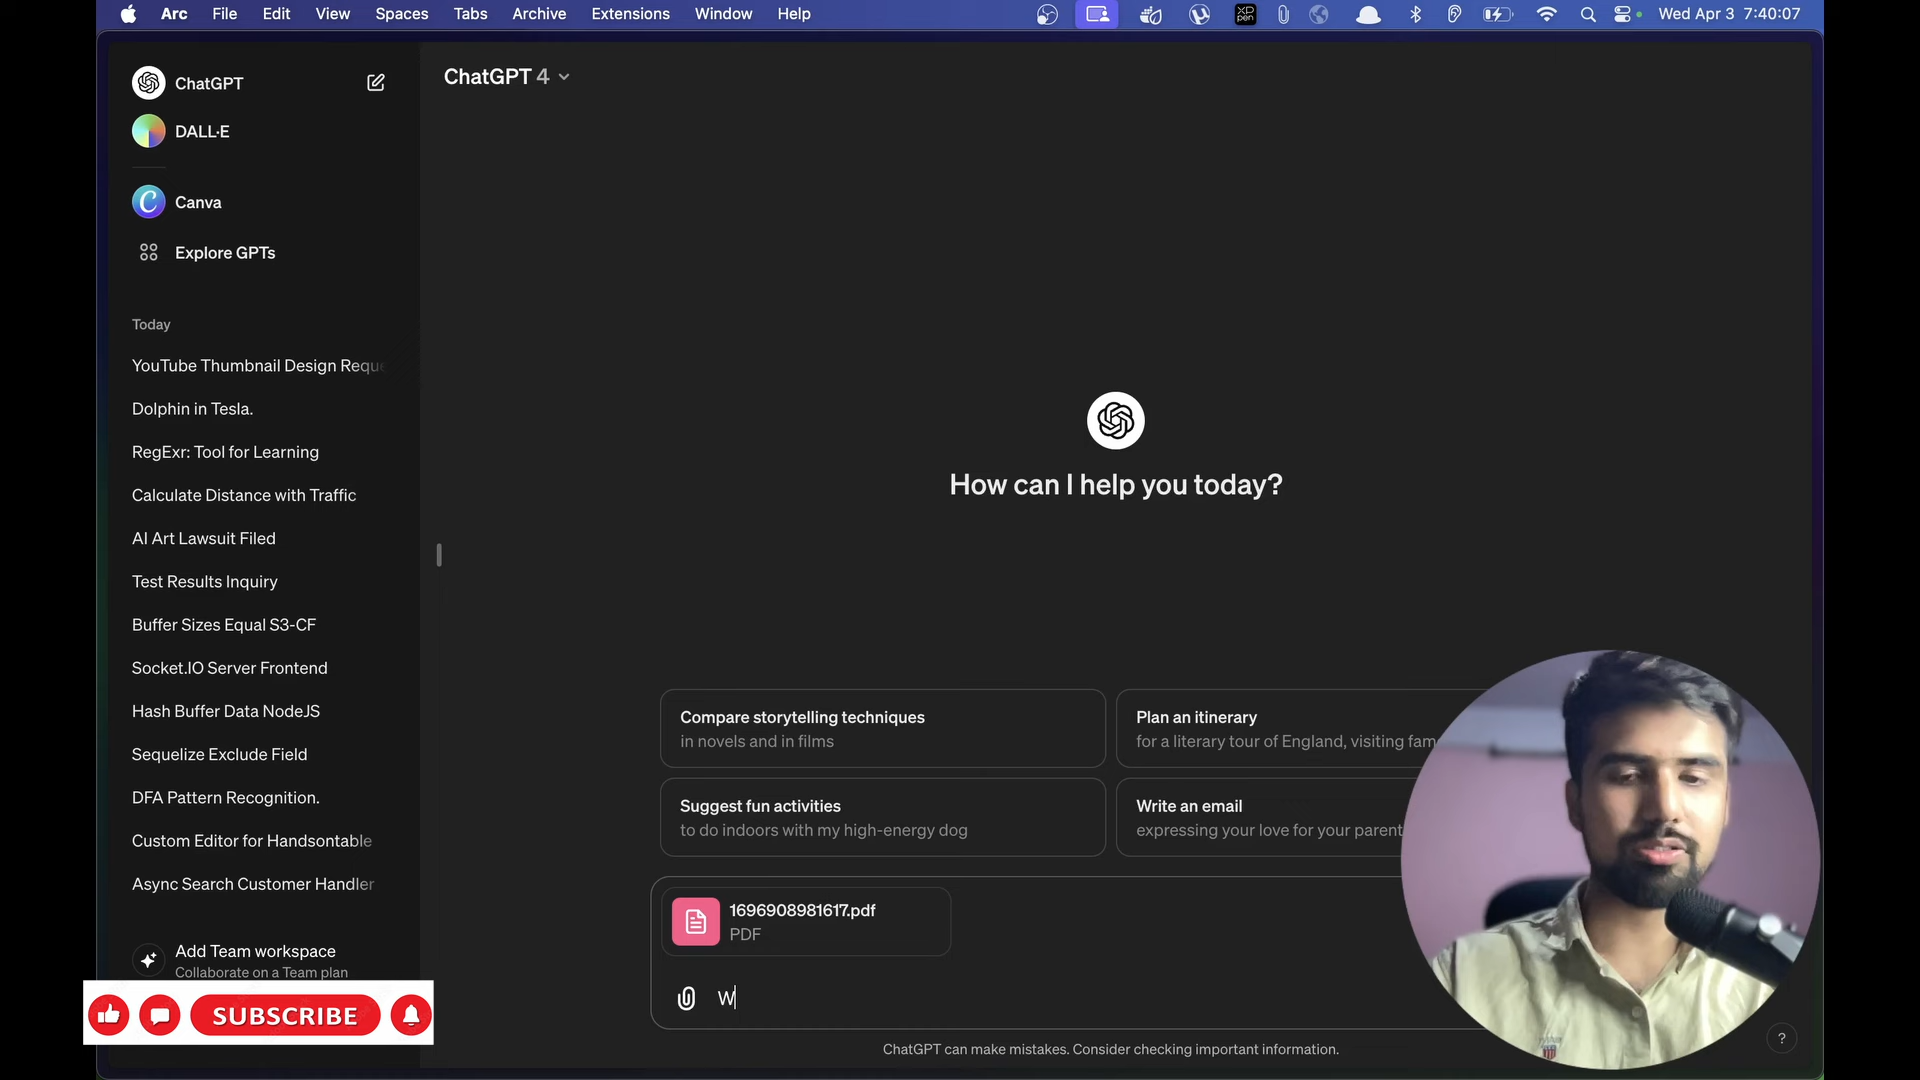 Arc File Edit View Spaces Tabs Archive Extensions Window Help XP pen Wed Apr 3 7:40:07
ChatGPT
DALL·E
Canva
Explore GPTs
Today
YouTube Thumbnail Design Reque
Dolphin in Tesla.
RegExr: Tool for Learning
Calculate Distance with Traffic
AI Art Lawsuit Filed
Test Results Inquiry
Buffer Sizes Equal S3-CF
Socket.IO Server Frontend
Hash Buffer Data NodeJS
Sequelize Exclude Field
DFA Pattern Recognition.
Custom Editor for Handsontable
Async Search Customer Handler
Add Team workspace
Collaborate on a Team plan
SUBSCRIBE
ChatGPT 4
How can I help you today?
Compare storytelling techniques
in novels and in films
Plan an itinerary
for a literary tour of England, visiting fam
Suggest fun activities
to do indoors with my high-energy dog
Write an email
expressing your love for your parent
1696908981617.pdf
PDF
W
ChatGPT can make mistakes. Consider checking important information.
?